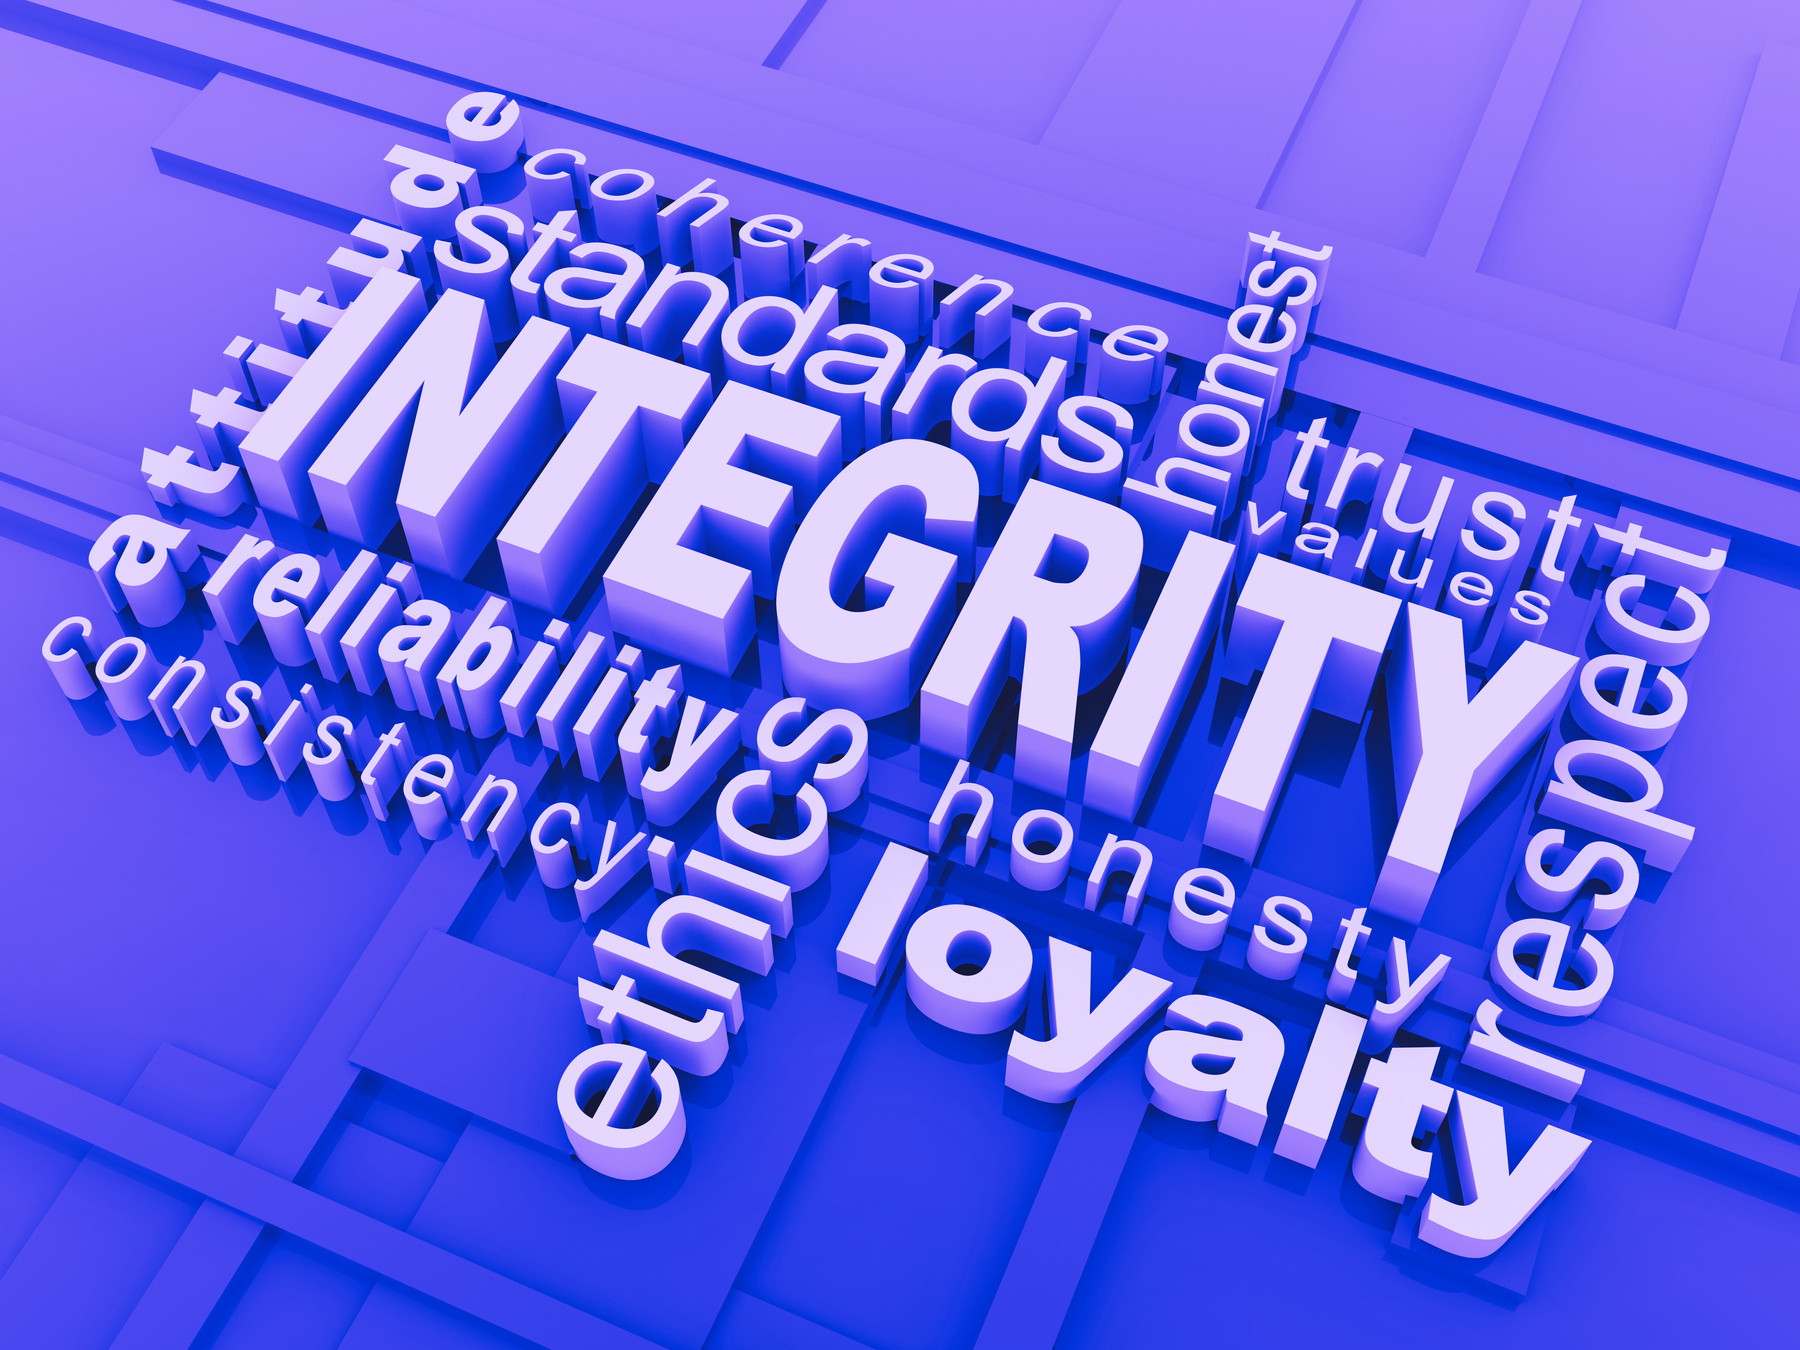 attitude
coherence
standards
INTEGRITY
honest
trust
values
respect
reliability
consistency
ethics
honesty
loyalty